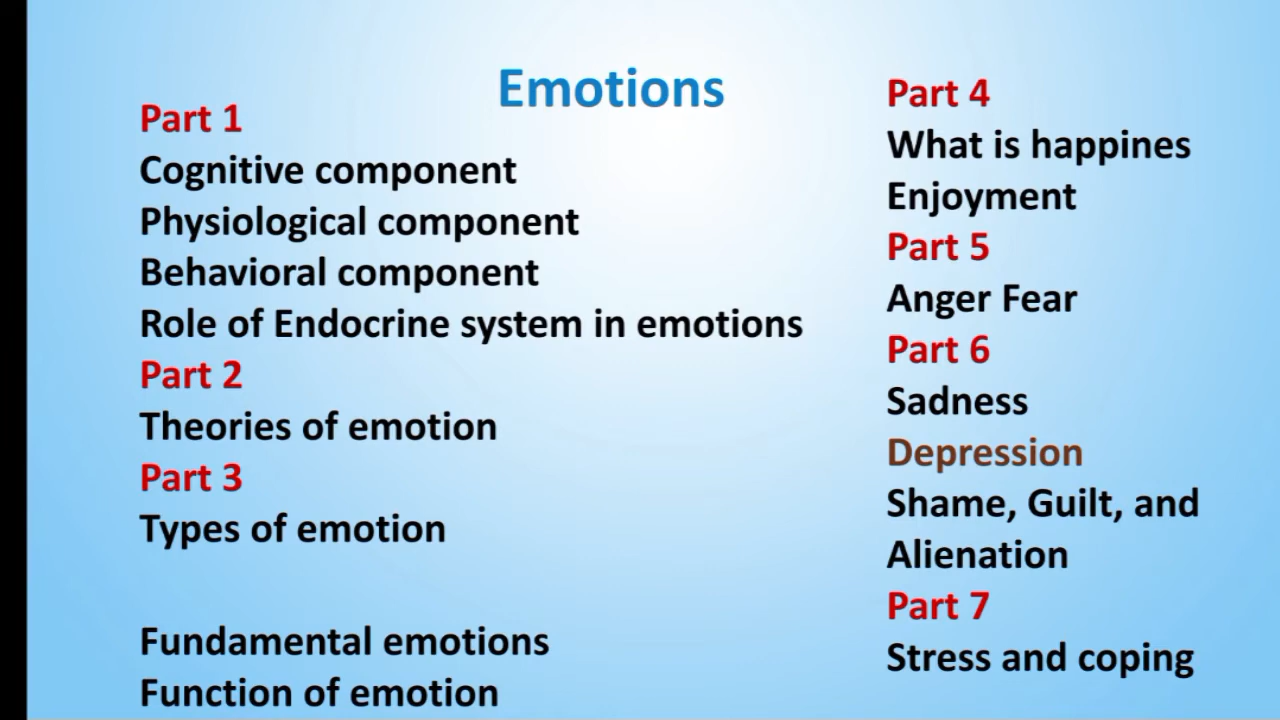 Emotions
Part 1
Cognitive component
Physiological component
Behavioral component
Role of Endocrine system in emotions
Part 2
Theories of emotion
Part 3
Types of emotion
Fundamental emotions
Function of emotion
Part 4
What is happines
Enjoyment
Part 5
Anger Fear
Part 6
Sadness
Depression
Shame, Guilt, and
Alienation
Part 7
Stress and coping